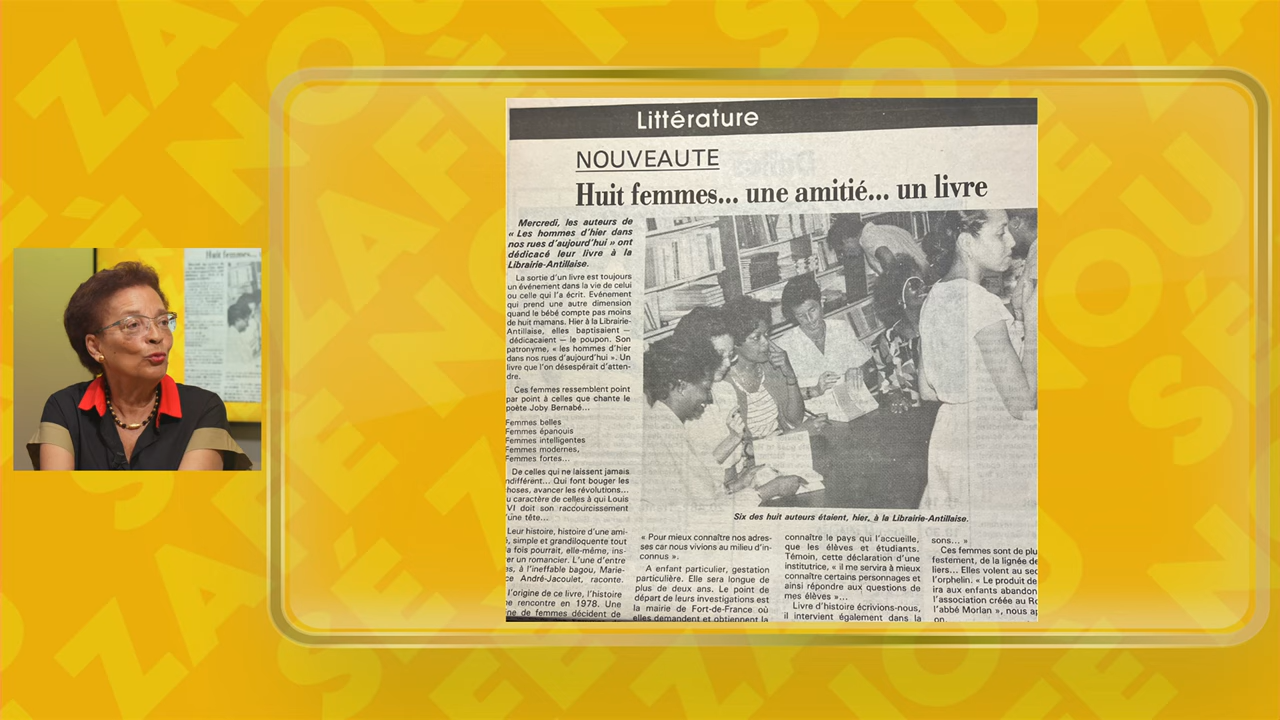 Littérature
NOUVEAUTE
Huit femmes... une amitié... un livre
Mercredi, les auteurs de
« Les hommes d'hier dans
nos rues d'aujourd'hui » ont
dédicacé leur livre à la
Librairie-Antillaise.
La sortie d'un livre est toujours
un événement dans la vie de celui
ou celle qui l'a écrit. Evénement
qui prend une autre dimension
quand le bébé compte pas moins
de huit mamans. Hier à la Librairie-
Antillaise, elles baptisaient —
dédicacaient — le poupon. Son
patronyme, « les hommes d'hier
dans nos rues d'aujourd'hui ». Un
livre que l'on désespérait d'atten-
dre.
Ces femmes ressemblent point
par point à celles que chante le
poète Joby Bernabé...
Femmes belles
Femmes épanouis
Femmes intelligentes
Femmes modernes,
Femmes fortes...
De celles qui ne laissent jamais
ndifférent... Qui font bouger les
hoses, avancer les révolutions...
u caractère de celles à qui Louis
VI doit son raccourcissement
'une tête...
Leur histoire, histoire d'une ami-
, simple et grandiloquente tout
a fois pourrait, elle-même, ins-
er un romancier. L'une d'entre
es, à l'ineffable bagou, Marie-
ce André-Jacoulet, raconte.
l'origine de ce livre, l'histoire
e rencontre en 1978. Une
ne de femmes décident de
Six des huit auteurs étaient, hier, à la Librairie-Antillaise.
« Pour mieux connaître nos adres-
ses car nous vivions au milieu d'in-
connus ».
A enfant particulier, gestation
particulière. Elle sera longue de
plus de deux ans. Le point de
départ de leurs investigations est
la mairie de Fort-de-France où
elles demandent et obtiennent la
connaître le pays qui l'accueille,
que les élèves et étudiants.
Témoin, cette déclaration d'une
institutrice, « il me servira à mieux
connaître certains personnages et
ainsi répondre aux questions de
mes élèves »...
Livre d'histoire écrivions-nous,
il intervient également dans la
sons... »
Ces femmes sont de plu
festement, de la lignée de
liers... Elles volent au sec
l'orphelin. « Le produit de
ira aux enfants abandon
l'association créée au Ro
l'abbé Morlan », nous ap
on.
Huit femmes...